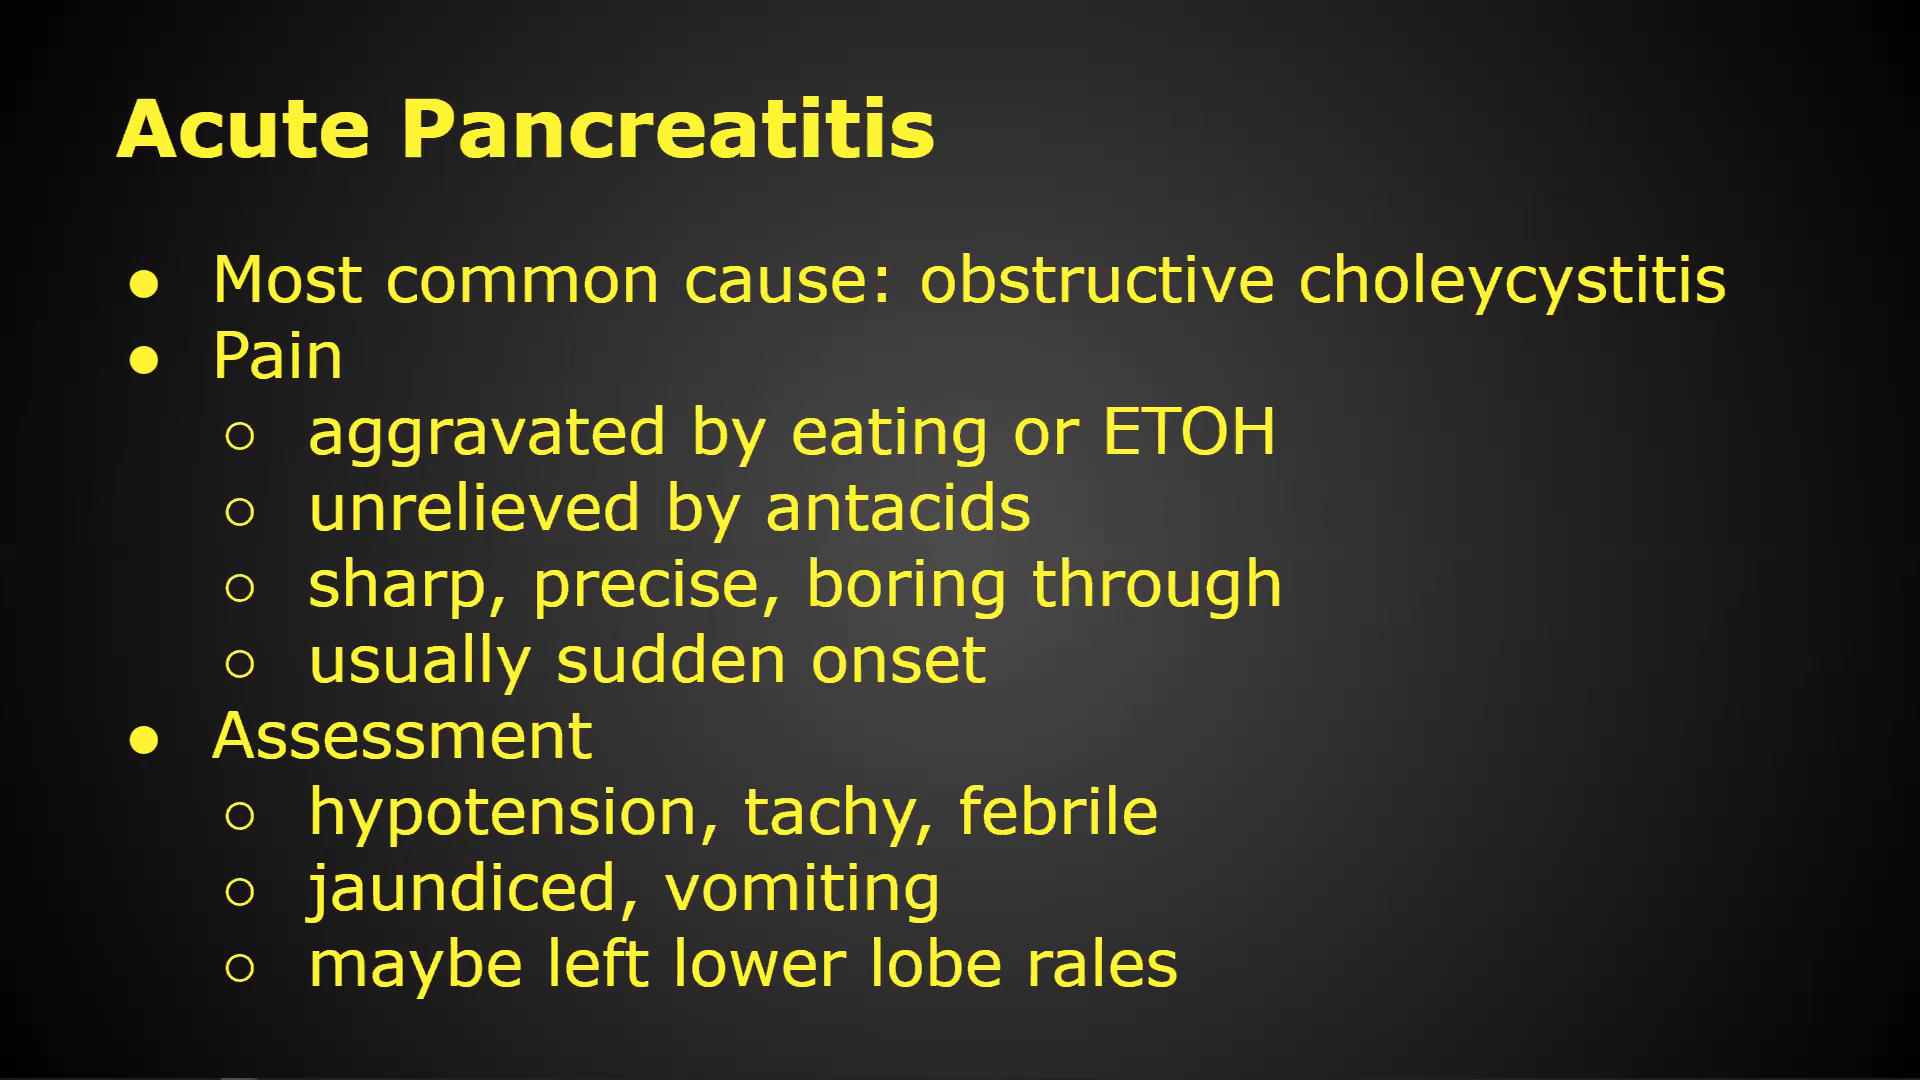 Acute Pancreatitis
● Most common cause: obstructive choleycystitis
● Pain
○ aggravated by eating or ETOH
○ unrelieved by antacids
○ sharp, precise, boring through
○ usually sudden onset
● Assessment
○ hypotension, tachy, febrile
○ jaundiced, vomiting
○ maybe left lower lobe rales